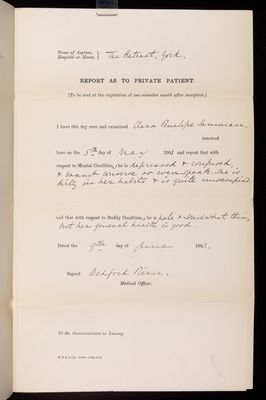 Name of Asylum,
Hospital or House. } The Retreat, York.
REPORT AS TO PRIVATE PATIENT.
(To be sent at the expiration of one calendar month after reception.)
I have this day seen and examined Clara Penelope
received
here on the 5th day of May 190 and report that with
respect to Mental Condition, she is depressed & confused,
& cannot converse or even speak. She is
dirty in her habits & is quite unoccupied.
and that with respect to Bodily Condition, she is pale & somewhat thin,
but her general health is good.
Dated the 9th day of June 190
Signed Bedford Pierce.
Medical Officer.
To the Commissioners in Lunacy.